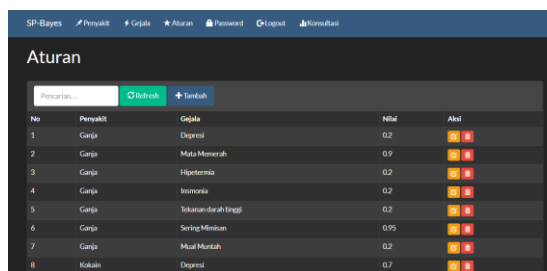 SP-Bayes Penyakit Gejala Aturan Password Logout Konsultasi
Aturan
Pencarian... Refresh Tambah
No Penyakit Gejala Nilai Aksi
1 Ganja Depresi 0.2
2 Ganja Mata Memerah 0.9
3 Ganja Hipetermia 0.2
4 Ganja Insmonia 0.2
5 Ganja Tekanan darah tinggi 0.2
6 Ganja Sering Mimisan 0.95
7 Ganja Mual Muntah 0.2
8 Kokain Depresi 0.7